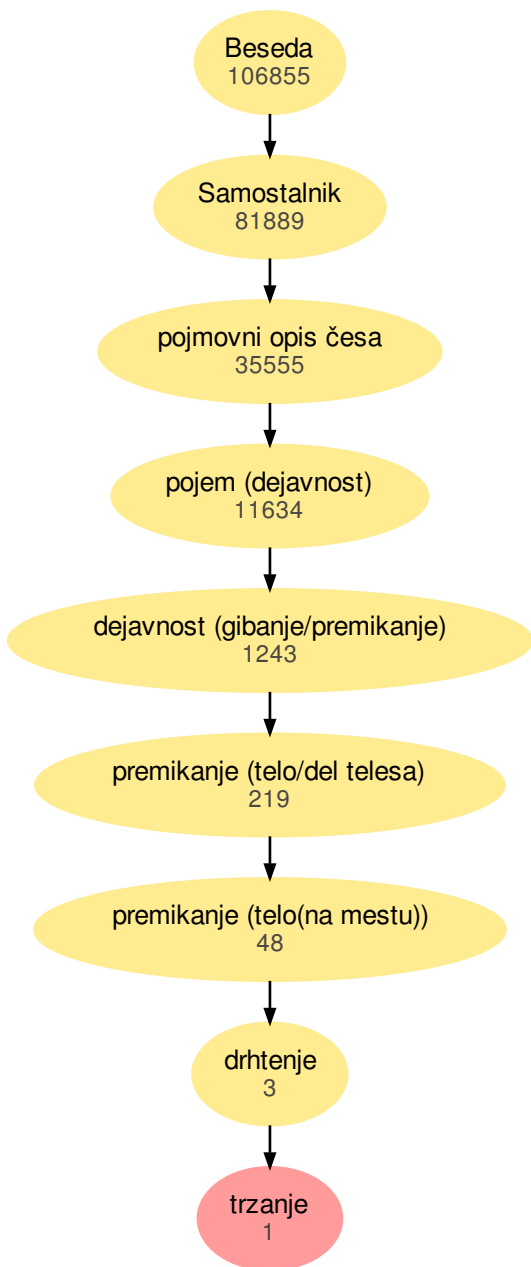 Beseda
106855
Samostalnik
81889
pojmovni opis česa
35555
pojem (dejavnost)
11634
dejavnost (gibanje/premikanje)
1243
premikanje (telo/del telesa)
219
premikanje (telo(na mestu))
48
drhtenje
3
trzanje
1